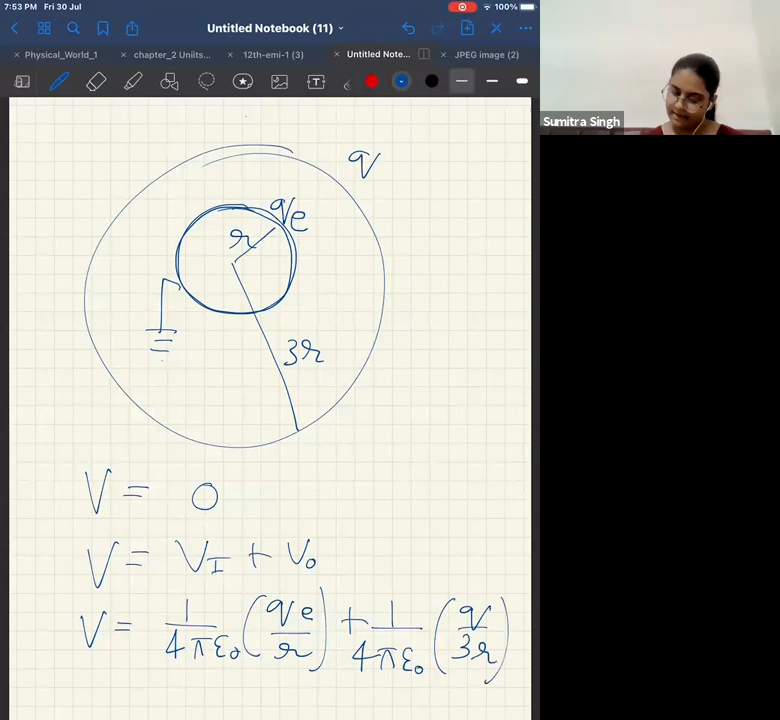 7:53 PM Fri 30 Jul
100%
Untitled Notebook (11)
Physical_World_1
chapter_2 Uniits...
12th-emi-1 (3)
Untitled Note...
JPEG image (2)
T
Sumitra Singh
q
qe
r
3r
V = 0
V = V_I + V_o
V = 1/4πε₀ (qe/r) + 1/4πε₀ (q/3r)